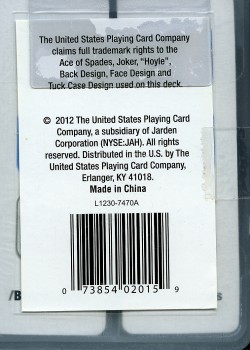 The United States Playing Card Company
claims full trademark rights to the
Ace of Spades, Joker, “Hoyle”,
Back Design, Face Design and
Tuck Case Design used on this deck.
© 2012 The United States Playing Card
Company, a subsidiary of Jarden
Corporation (NYSE:JAH). All rights
reserved. Distributed in the U.S. by The
United States Playing Card Company,
Erlanger, KY 41018.
Made in China
L1230-7470A
0 73854 02015 9